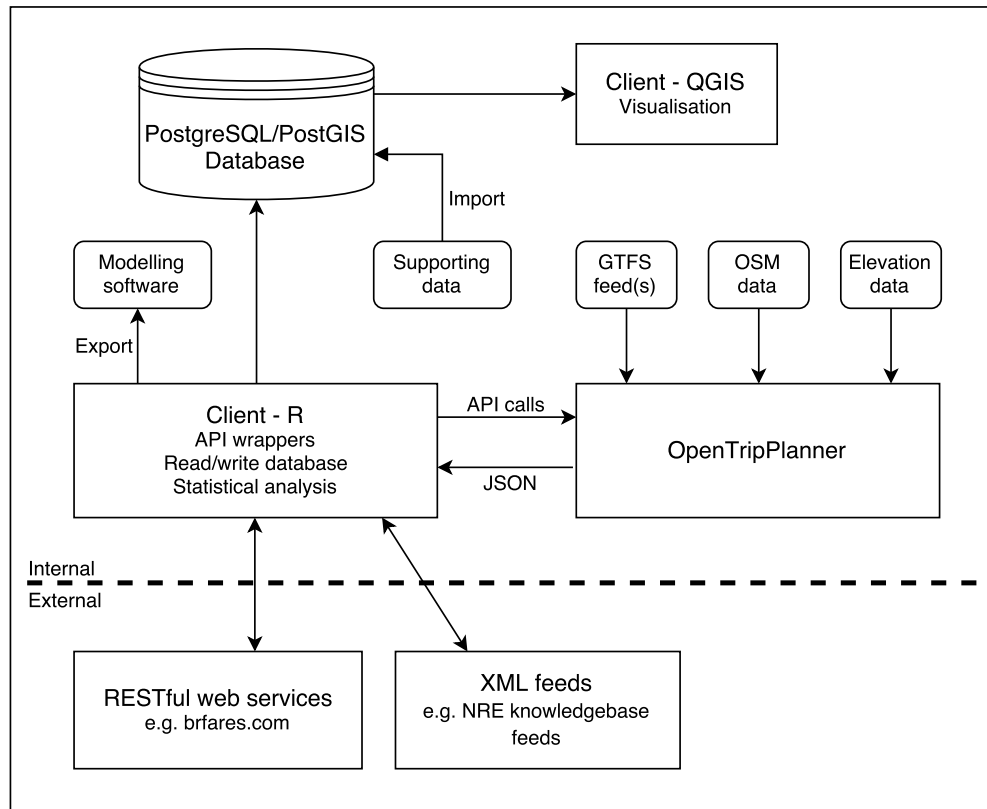 Client - QGIS
Visualisation
PostgreSQL/PostGIS
Database
Import
Modelling
software
Supporting
data
GTFS
feed(s)
OSM
data
Elevation
data
Export
Client - R
API wrappers
Read/write database
Statistical analysis
API calls
JSON
OpenTripPlanner
Internal
External
RESTful web services
e.g. brfares.com
XML feeds
e.g. NRE knowledgebase
feeds